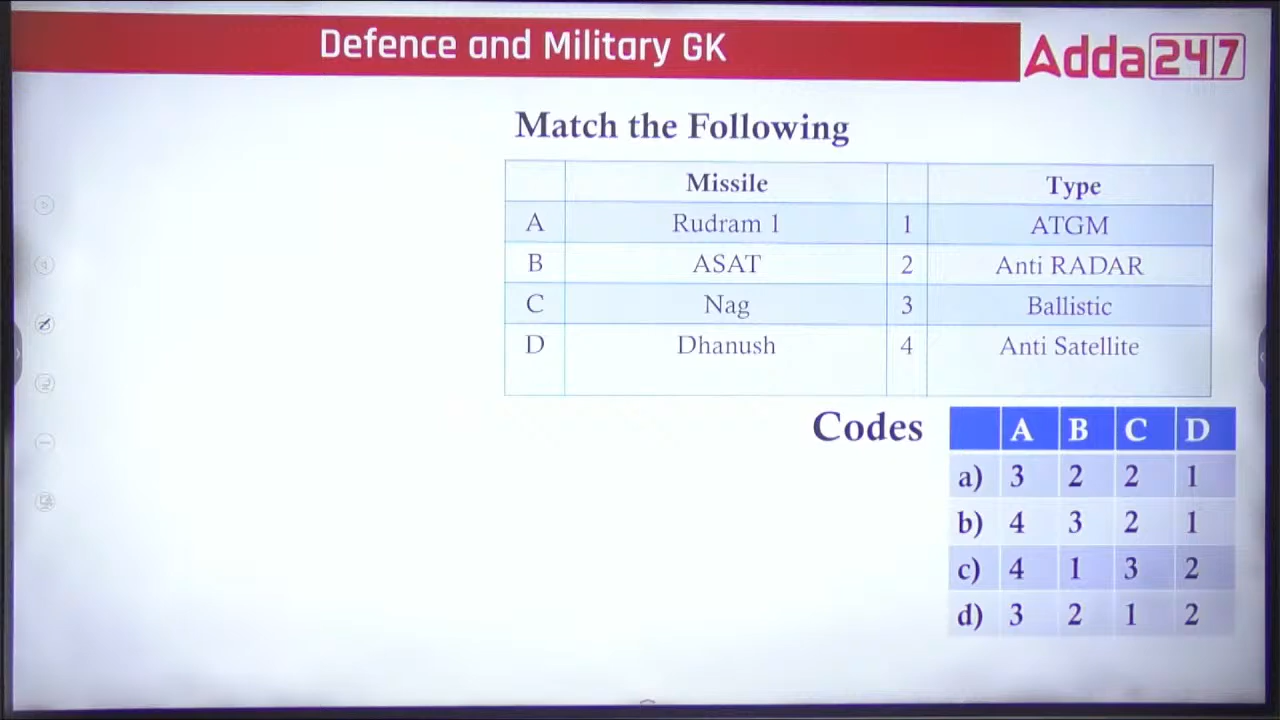 Defence and Military GK
Adda247
Match the Following
Missile Type
A Rudram 1 1 ATGM
B ASAT 2 Anti RADAR
C Nag 3 Ballistic
D Dhanush 4 Anti Satellite
Codes A B C D
a) 3 2 2 1
b) 4 3 2 1
c) 4 1 3 2
d) 3 2 1 2